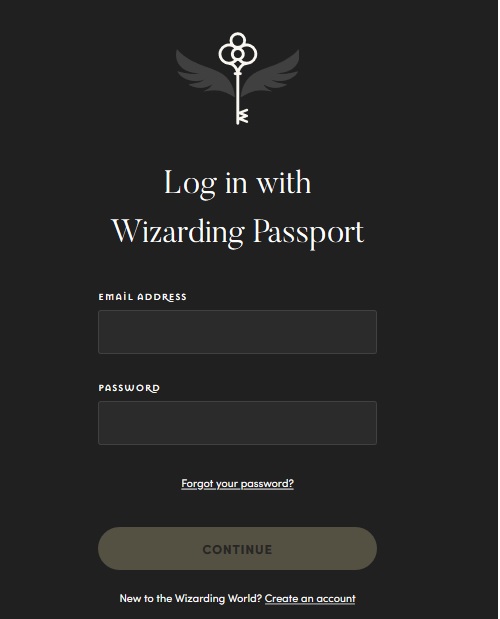 Log in with
Wizarding Passport
EMAIL ADDRESS
PASSWORD
Forgot your password?
CONTINUE
New to the Wizarding World? Create an account